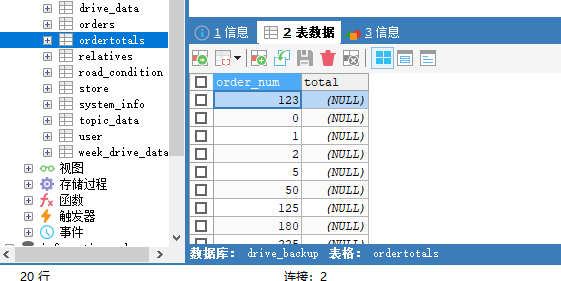 drive_data
orders
ordertotals
relatives
road_condition
store
system_info
topic_data
user
week_drive_data
视图
存储过程
函数
触发器
事件
1 信息
2 表数据
3 信息
order_num total
123 (NULL)
0 (NULL)
1 (NULL)
2 (NULL)
5 (NULL)
50 (NULL)
125 (NULL)
180 (NULL)
数据库： drive_backup 表格： ordertotals
20 行
连接： 2